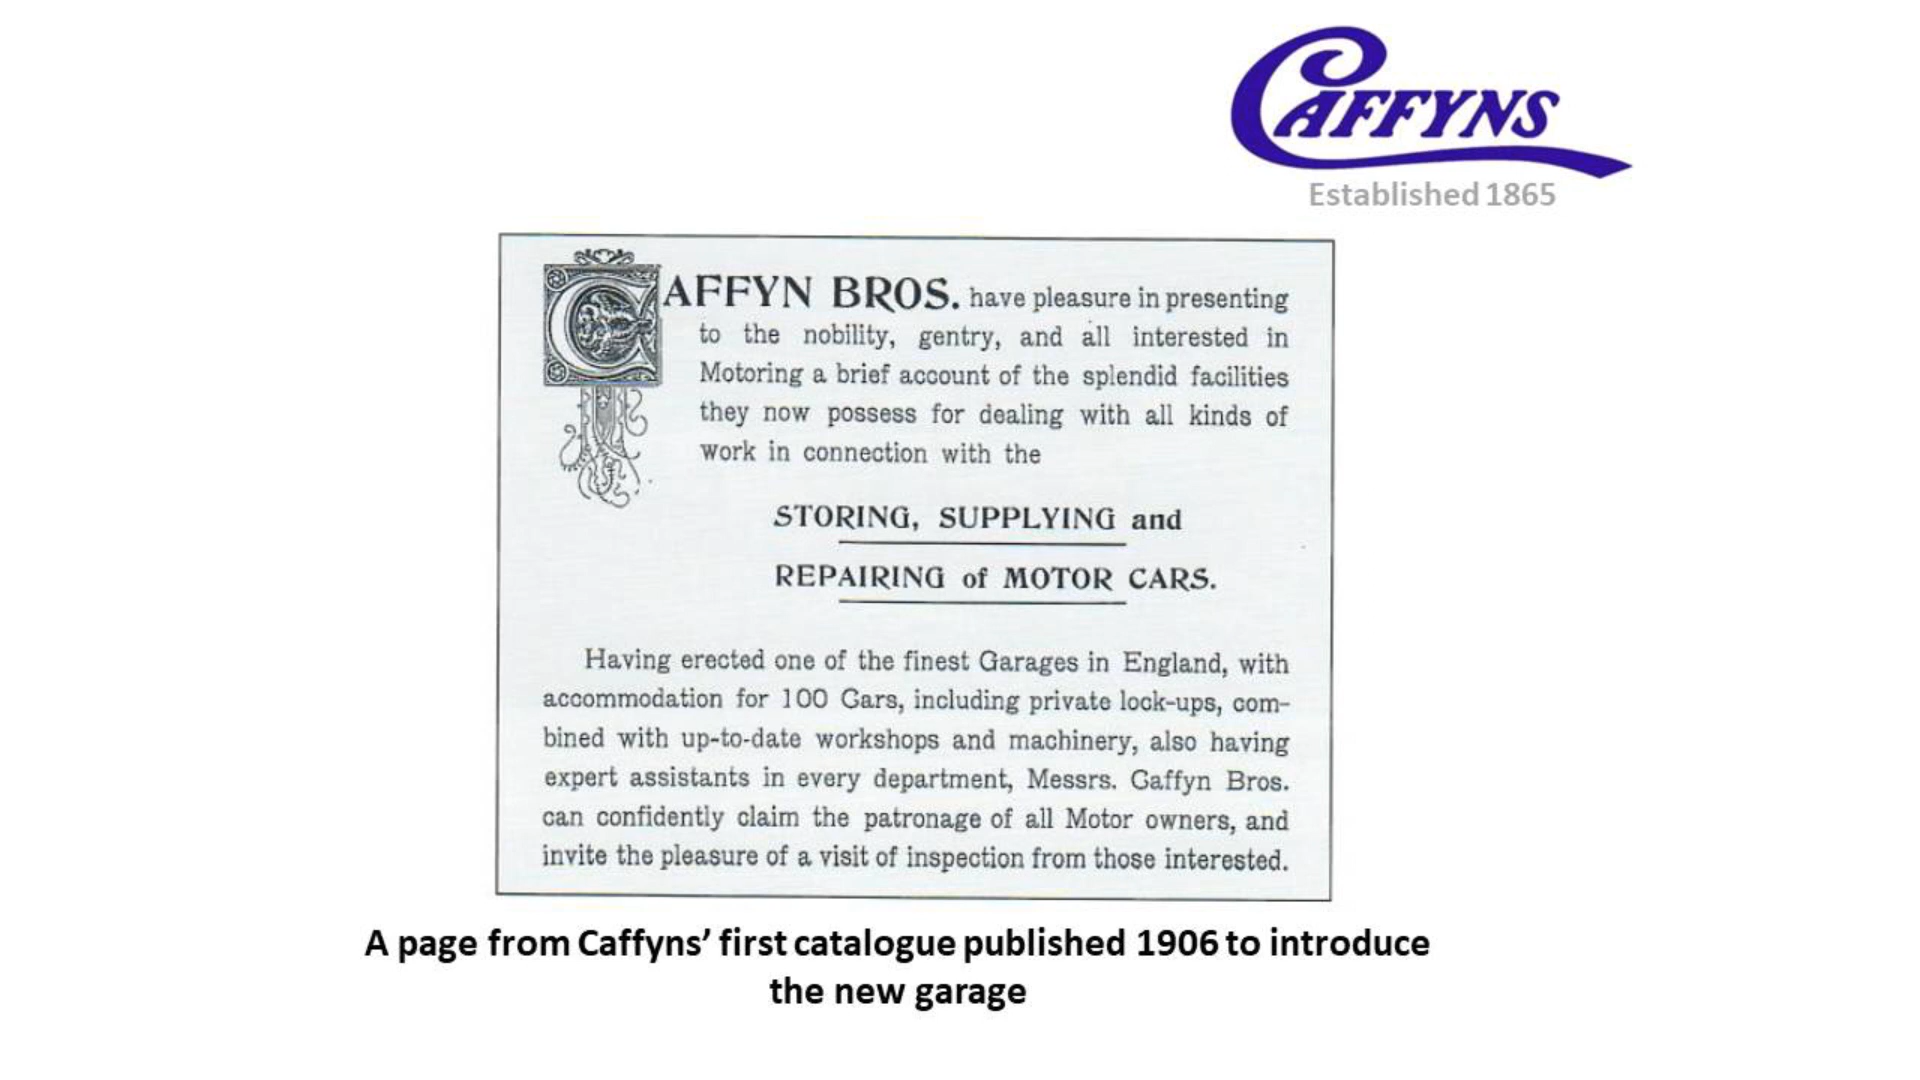 CAFFYNS
Established 1865
CAFFYN BROS. have pleasure in presenting
to the nobility, gentry, and all interested in
Motoring a brief account of the splendid facilities
they now possess for dealing with all kinds of
work in connection with the
STORING, SUPPLYING and
REPAIRING of MOTOR CARS.
Having erected one of the finest Garages in England, with
accommodation for 100 Cars, including private lock-ups, com-
bined with up-to-date workshops and machinery, also having
expert assistants in every department, Messrs. Caffyn Bros.
can confidently claim the patronage of all Motor owners, and
invite the pleasure of a visit of inspection from those interested.
A page from Caffyns’ first catalogue published 1906 to introduce
the new garage